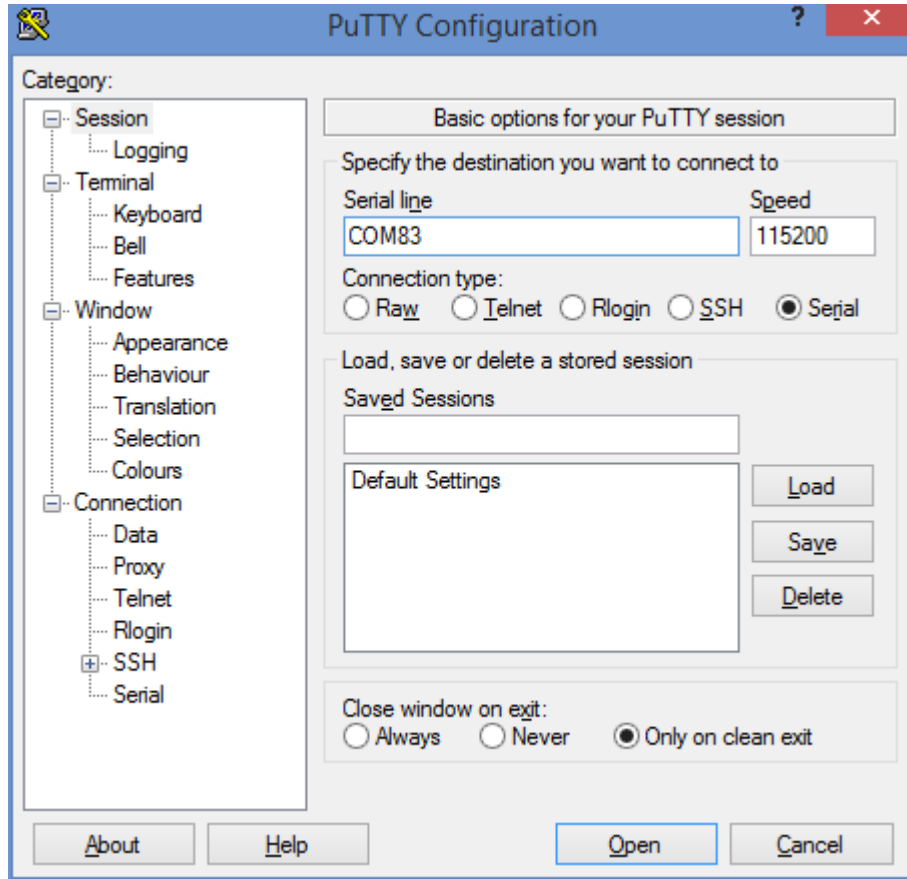 PuTTY Configuration ? ×
Category:
Session
Logging
Terminal
Keyboard
Bell
Features
Window
Appearance
Behaviour
Translation
Selection
Colours
Connection
Data
Proxy
Telnet
Rlogin
SSH
Serial
Basic options for your PuTTY session
Specify the destination you want to connect to
Serial line Speed
COM83 115200
Connection type:
Raw Telnet Rlogin SSH Serial
Load, save or delete a stored session
Saved Sessions
Default Settings
Load
Save
Delete
Close window on exit:
Always Never Only on clean exit
About Help Open Cancel